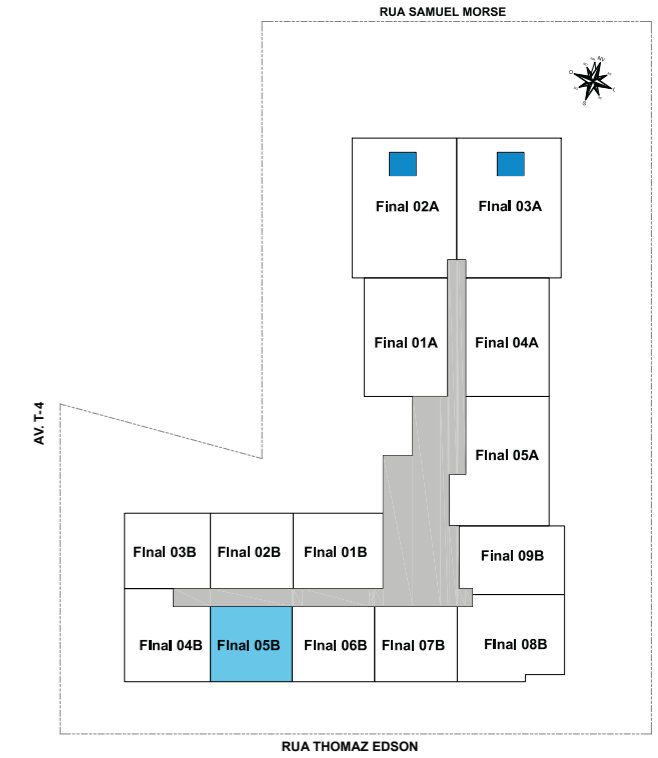 RUA SAMUEL MORSE
Final 02A
FInal 03A
Final 01A
Final 04A
AV. T-4
FInal 05A
FInal 03B
FInal 02B
FInal 01B
Final 09B
FInal 04B
FInal 05B
FInal 06B
FInal 07B
FInal 08B
RUA THOMAZ EDSON